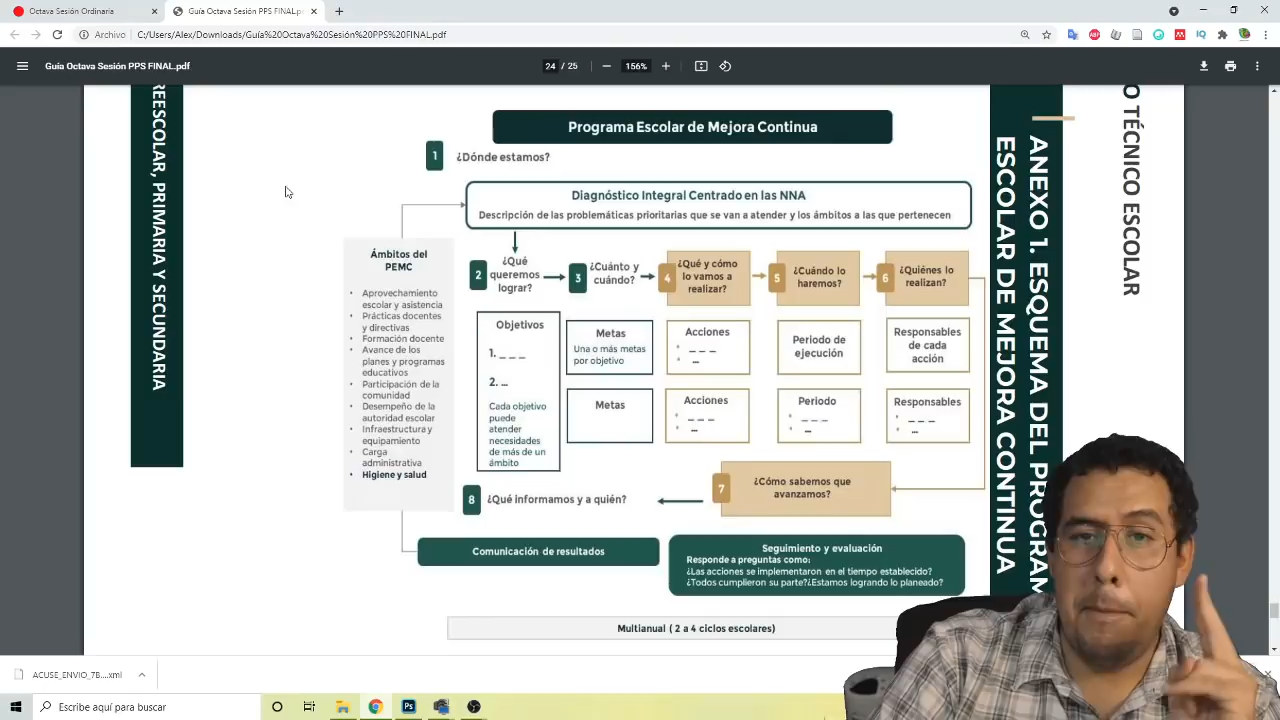 Octava Sesión Ordinaria
Guía Octava Sesión PPS FINAL.p
Archivo
C:/Users/Alex/Downloads/Guía%20Octava%20Sesión%20PPS%20FINAL.pdf
Guía Octava Sesión PPS FINAL.pdf
24 / 25
156%
REESCOLAR, PRIMARIA Y SECUNDARIA
Programa Escolar de Mejora Continua
1
¿Dónde estamos?
Diagnóstico Integral Centrado en las NNA
Descripción de las problemáticas prioritarias que se van a atender y los ámbitos a las que pertenecen
Ámbitos del
PEMC
• Aprovechamiento
escolar y asistencia
• Prácticas docentes
y directivas
• Formación docente
• Avance de los
planes y programas
educativos
• Participación de la
comunidad
• Desempeño de la
autoridad escolar
• Infraestructura y
equipamiento
• Carga
administrativa
• Higiene y salud
2
¿Qué
queremos
lograr?
3
¿Cuánto y
cuándo?
4
¿Qué y cómo
lo vamos a
realizar?
5
¿Cuándo lo
haremos?
6
¿Quiénes lo
realizan?
Objetivos
1. _ _ _
2. ...
Cada objetivo
puede
atender
necesidades
de más de un
ámbito
Metas
Una o más metas
por objetivo
Acciones
• _ _ _
• ...
Periodo de
ejecución
Responsables
de cada
acción
Metas
Acciones
• _ _ _
• ...
Periodo
• _ _ _
• ...
Responsables
• _ _ _
• ...
7
¿Cómo sabemos que
avanzamos?
8
¿Qué informamos y a quién?
Comunicación de resultados
Seguimiento y evaluación
Responde a preguntas como:
¿Las acciones se implementaron en el tiempo establecido?
¿Todos cumplieron su parte?¿Estamos logrando lo planeado?
Multianual ( 2 a 4 ciclos escolares)
ANEXO 1. ESQUEMA DEL PROGRAM
ESCOLAR DE MEJORA CONTINUA
O TÉCNICO ESCOLAR
ACUSE_ENVIO_7B....xml
Escribe aquí para buscar